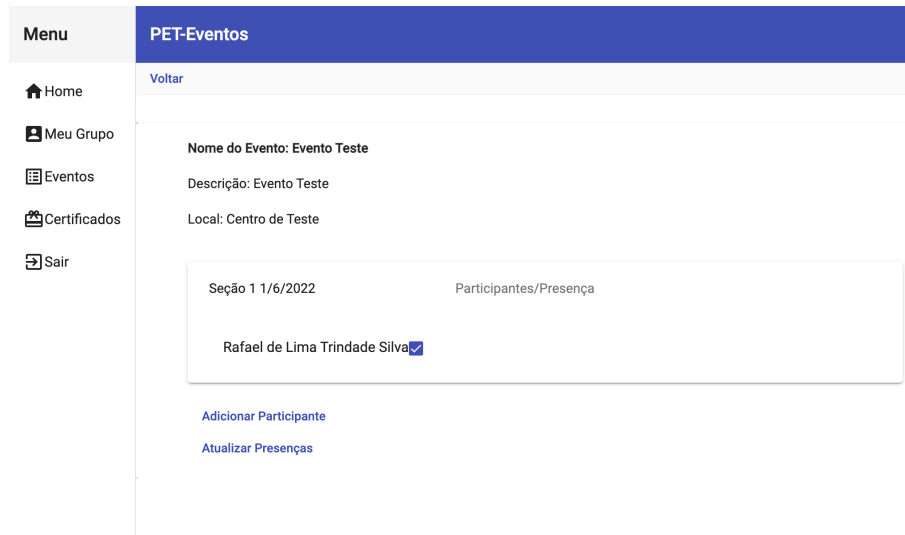 Menu
PET-Eventos
Voltar
Home
Meu Grupo
Eventos
Certificados
Sair
Nome do Evento: Evento Teste
Descrição: Evento Teste
Local: Centro de Teste
Seção 1 1/6/2022
Participantes/Presença
Rafael de Lima Trindade Silva
Adicionar Participante
Atualizar Presenças